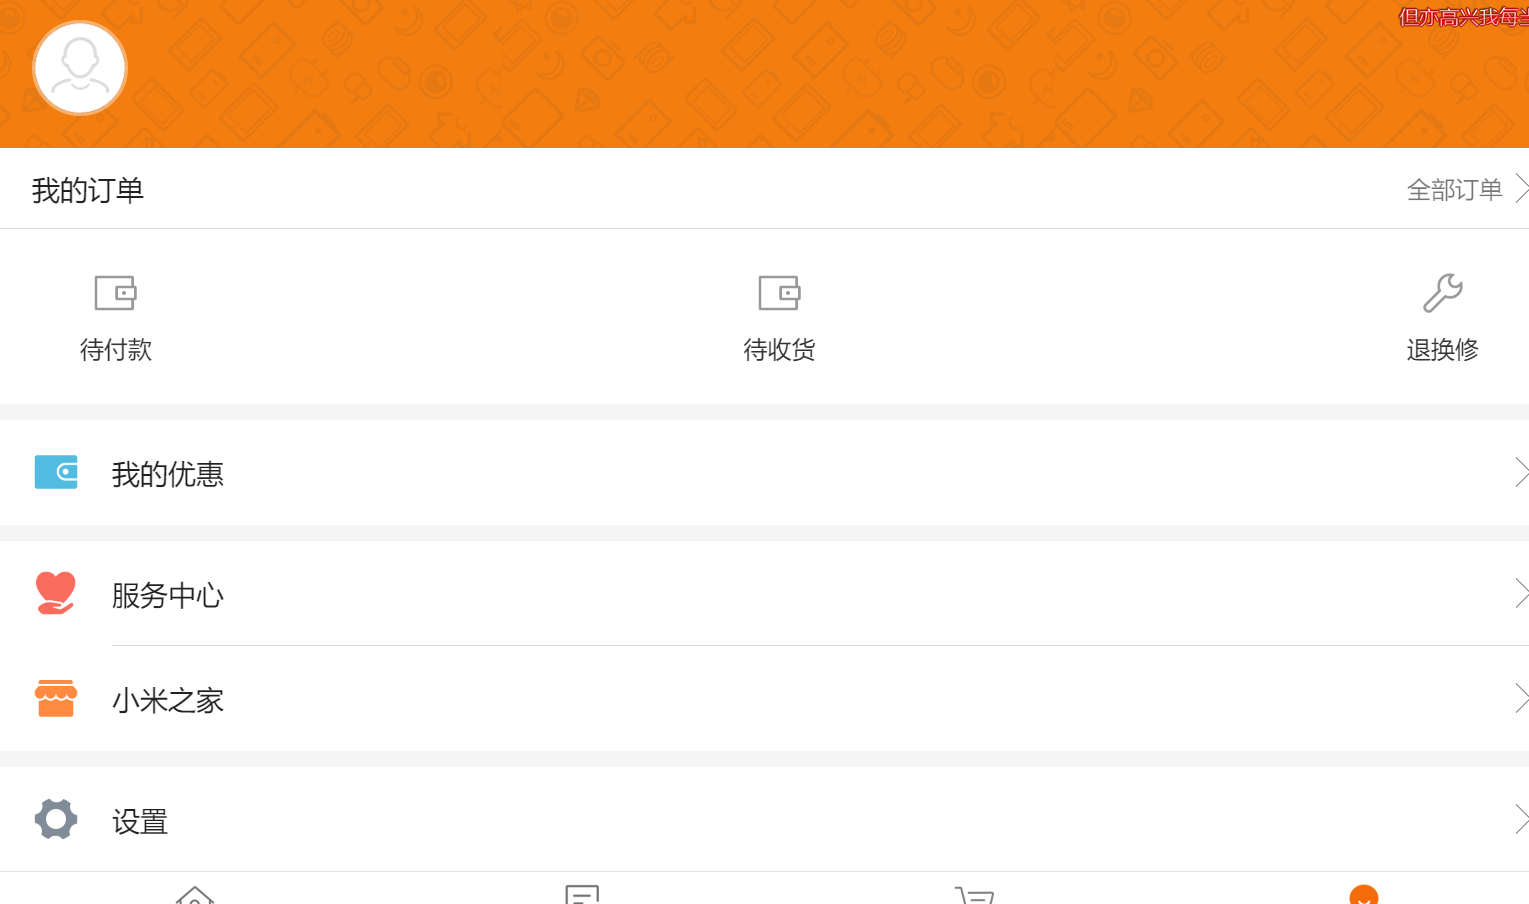 但亦高兴我每当
我的订单
全部订单
待付款
待收货
退换修
我的优惠
服务中心
小米之家
设置